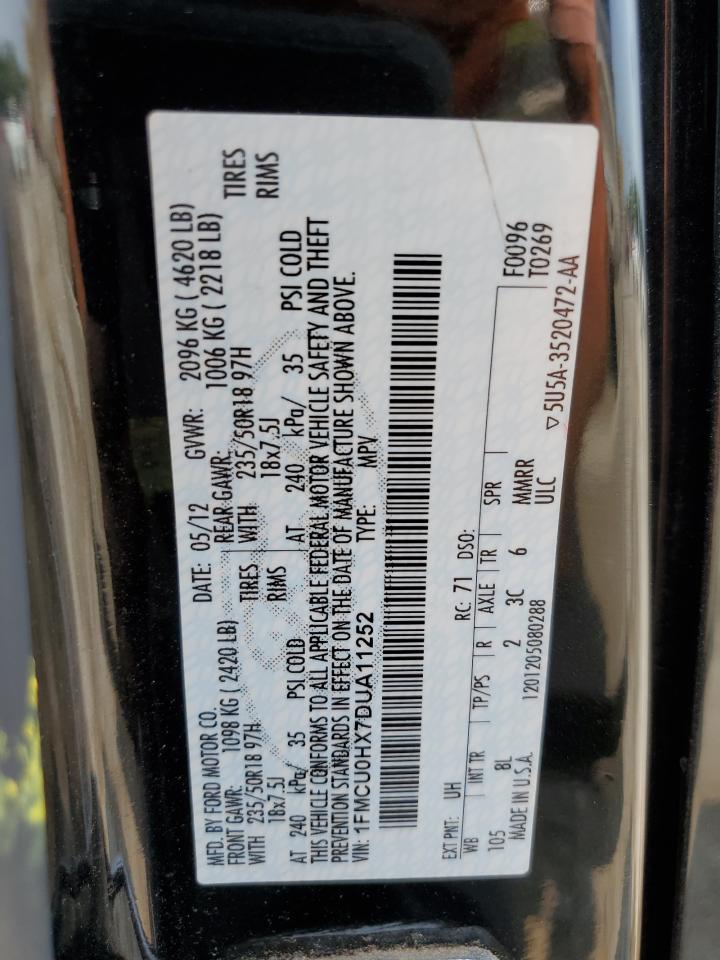 MFD. BY FORD MOTOR CO. DATE: 05/12 GVWR: 2096 KG ( 4620 LB)
FRONT GAWR: 1098 KG ( 2420 LB) REAR GAWR: 1006 KG ( 2218 LB)
WITH 235/50R18 97H TIRES WITH 235/50R18 97H TIRES
18x7.5J RIMS 18x7.5J RIMS
AT 240 kPa/ 35 PSI COLD AT 240 kPa/ 35 PSI COLD
THIS VEHICLE CONFORMS TO ALL APPLICABLE FEDERAL MOTOR VEHICLE SAFETY AND THEFT
PREVENTION STANDARDS IN EFFECT ON THE DATE OF MANUFACTURE SHOWN ABOVE.
VIN: 1FMCU0HX7DUA11252 TYPE: MPV
EXT PNT: UH RC: 71 DSO:
WB INT TR TP/PS R AXLE TR SPR F0096
105 8L 2 3C 6 MMRR T0269
MADE IN U.S.A. 1201205080288 ULC
▽5U5A-3520472-AA